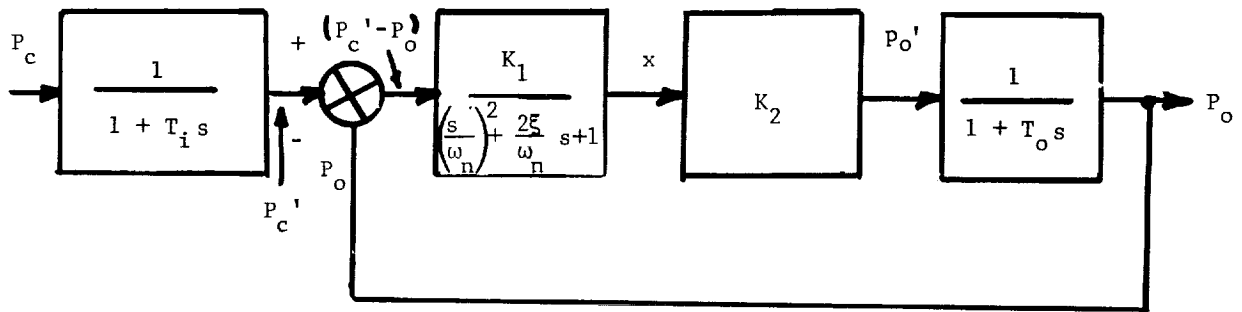 P_c
1
1 + T_i s
+
-
P_c'
(P_c'-P_o)
P_o
K_1
(s/ω_n)^2 + 2ξ/ω_n s+1
x
K_2
p_o'
1
1 + T_o s
P_o